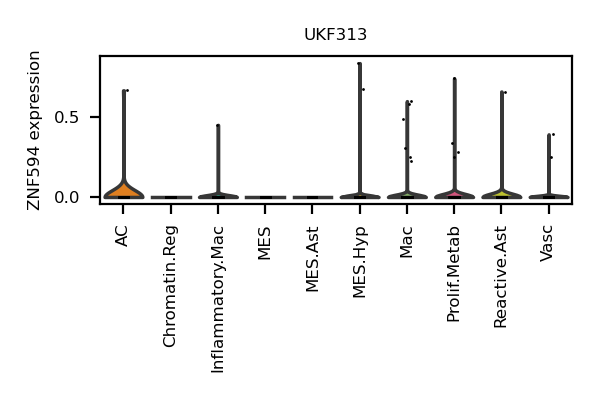 UKF313
ZNF594 expression
0.5
0.0
AC
Chromatin.Reg
Inflammatory.Mac
MES
MES.Ast
MES.Hyp
Mac
Prolif.Metab
Reactive.Ast
Vasc